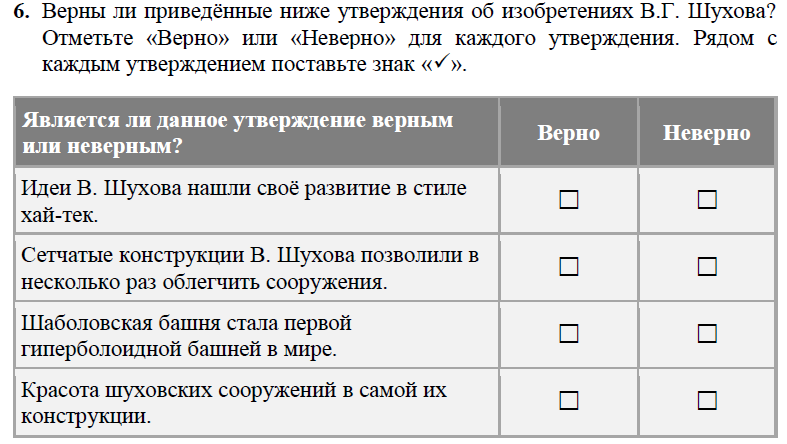 6. Верны ли приведённые ниже утверждения об изобретениях В.Г. Шухова?
Отметьте «Верно» или «Неверно» для каждого утверждения. Рядом с
каждым утверждением поставьте знак «✓».
Является ли данное утверждение верным
или неверным?
Верно
Неверно
Идеи В. Шухова нашли своё развитие в стиле
хай-тек.
☐ ☐
Сетчатые конструкции В. Шухова позволили в
несколько раз облегчить сооружения.
☐ ☐
Шаболовская башня стала первой
гиперболоидной башней в мире.
☐ ☐
Красота шуховских сооружений в самой их
конструкции.
☐ ☐